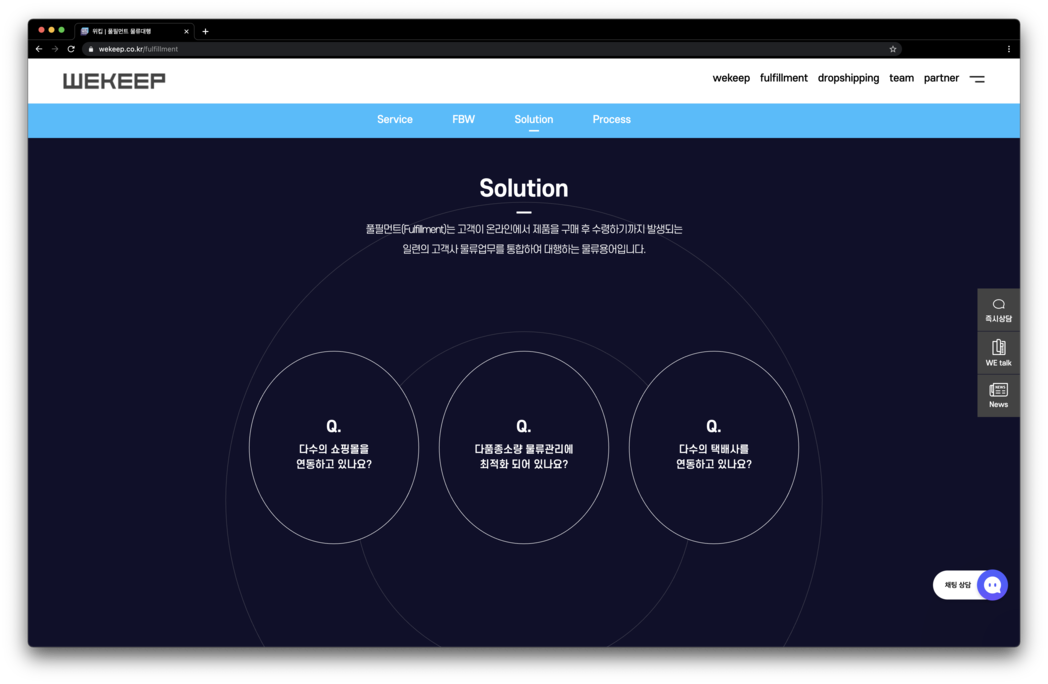 위킵 | 풀필먼트 물류대행
wekeep.co.kr/fulfillment
WEKEEP
wekeep fulfillment dropshipping team partner
Service FBW Solution Process
Solution
풀필먼트(Fulfillment)는 고객이 온라인에서 제품을 구매 후 수령하기까지 발생되는
일련의 고객사 물류업무를 통합하여 대행하는 물류용어입니다.
즉시상담
WE talk
NEWS
News
Q.
다수의 쇼핑몰을
연동하고 있나요?
Q.
다품종소량 물류관리에
최적화 되어 있나요?
Q.
다수의 택배사를
연동하고 있나요?
채팅 상담